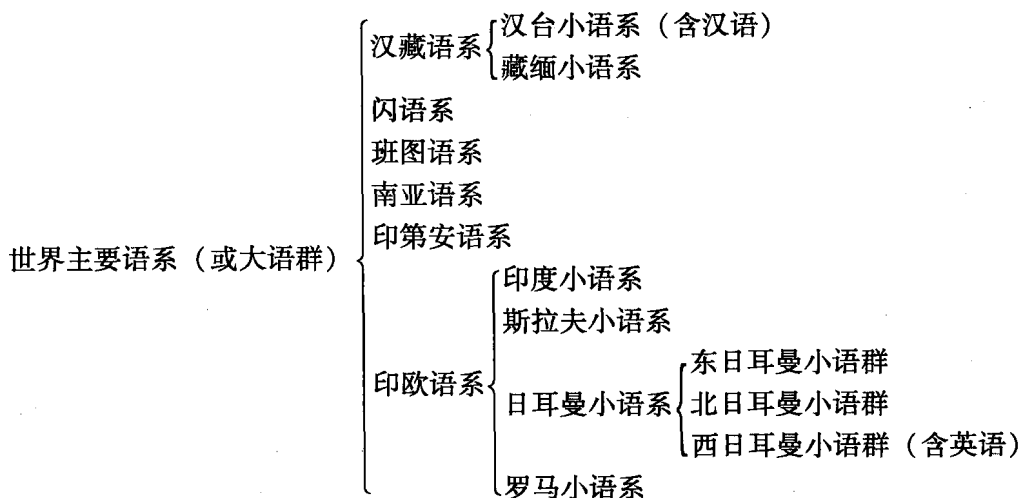 汉藏语系
汉台小语系（含汉语）
藏缅小语系
闪语系
班图语系
南亚语系
印第安语系
世界主要语系（或大语群）
印欧语系
印度小语系
斯拉夫小语系
日耳曼小语系
东日耳曼小语群
北日耳曼小语群
西日耳曼小语群（含英语）
罗马小语系